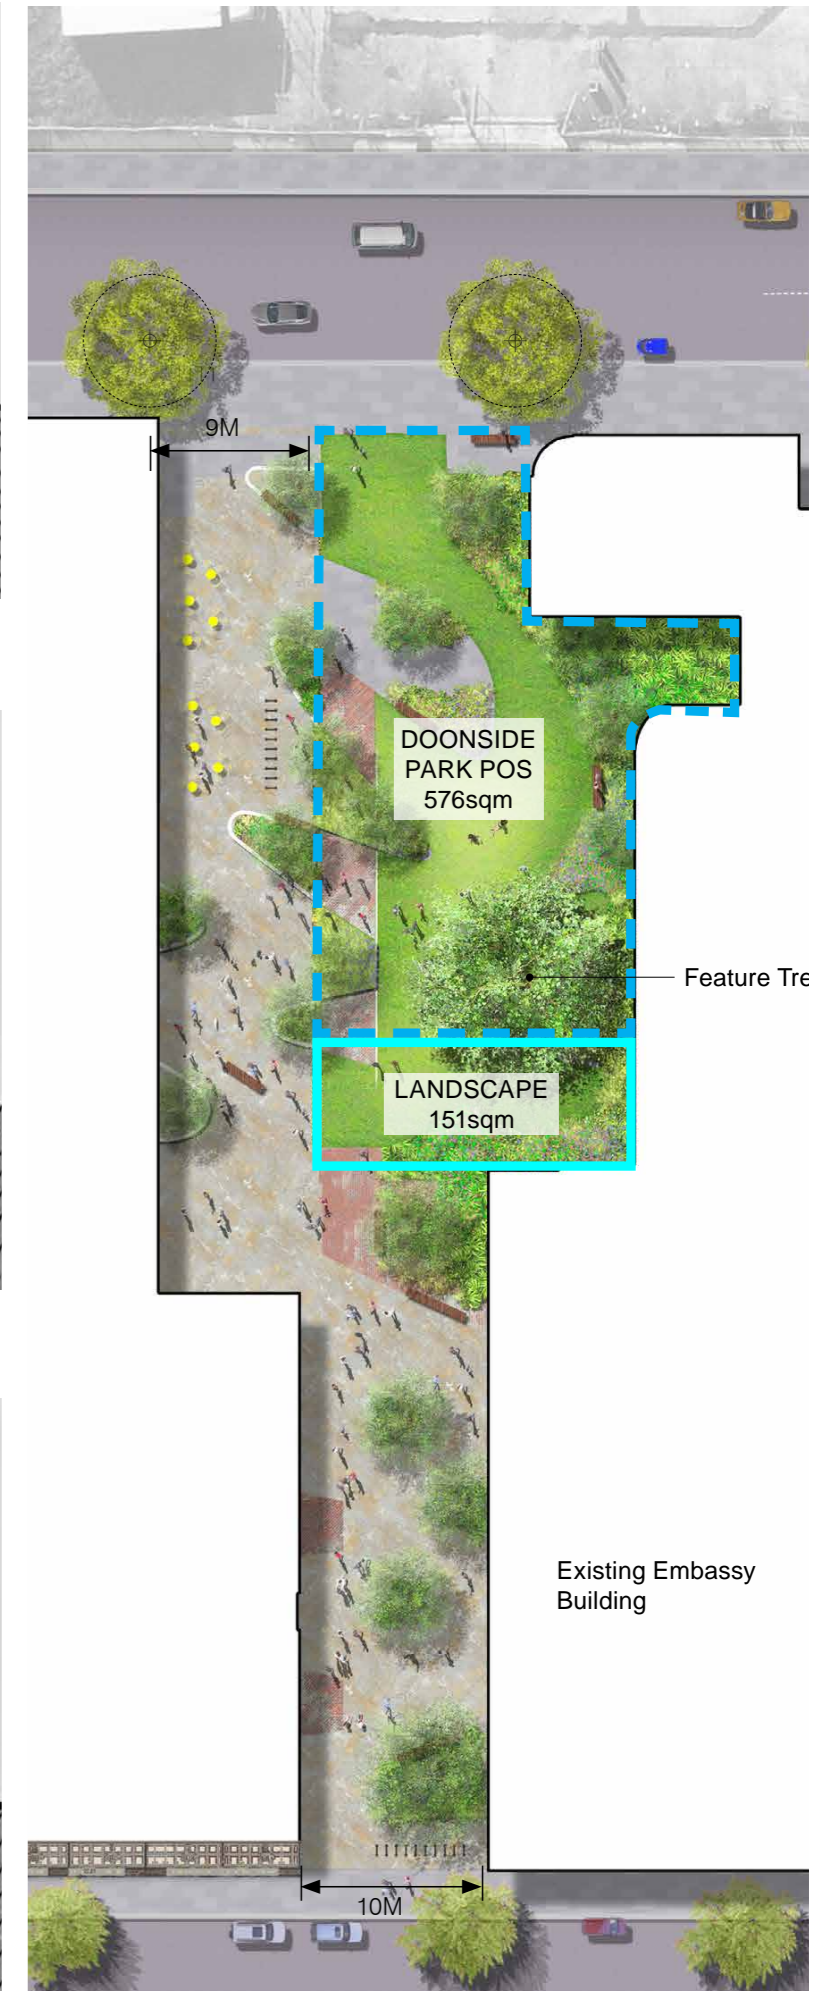 9M
DOONSIDE
PARK POS
576sqm
Feature Tre
LANDSCAPE
151sqm
Existing Embassy
Building
10M